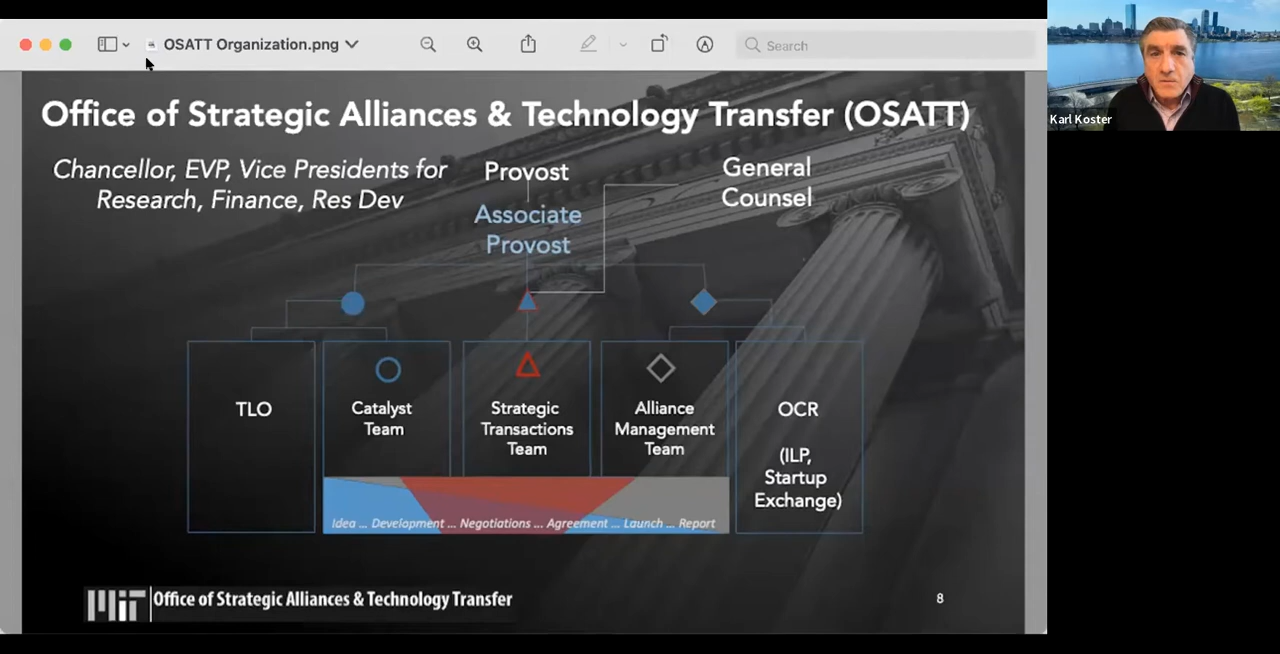 OSATT Organization.png
Search
Karl Koster
Office of Strategic Alliances & Technology Transfer (OSATT)
Chancellor, EVP, Vice Presidents for
Research, Finance, Res Dev
Provost
Associate
Provost
General
Counsel
TLO
Catalyst
Team
Strategic
Transactions
Team
Alliance
Management
Team
OCR
(ILP,
Startup
Exchange)
Idea ... Development ... Negotiations ... Agreement ... Launch ... Report
MIT Office of Strategic Alliances & Technology Transfer
8